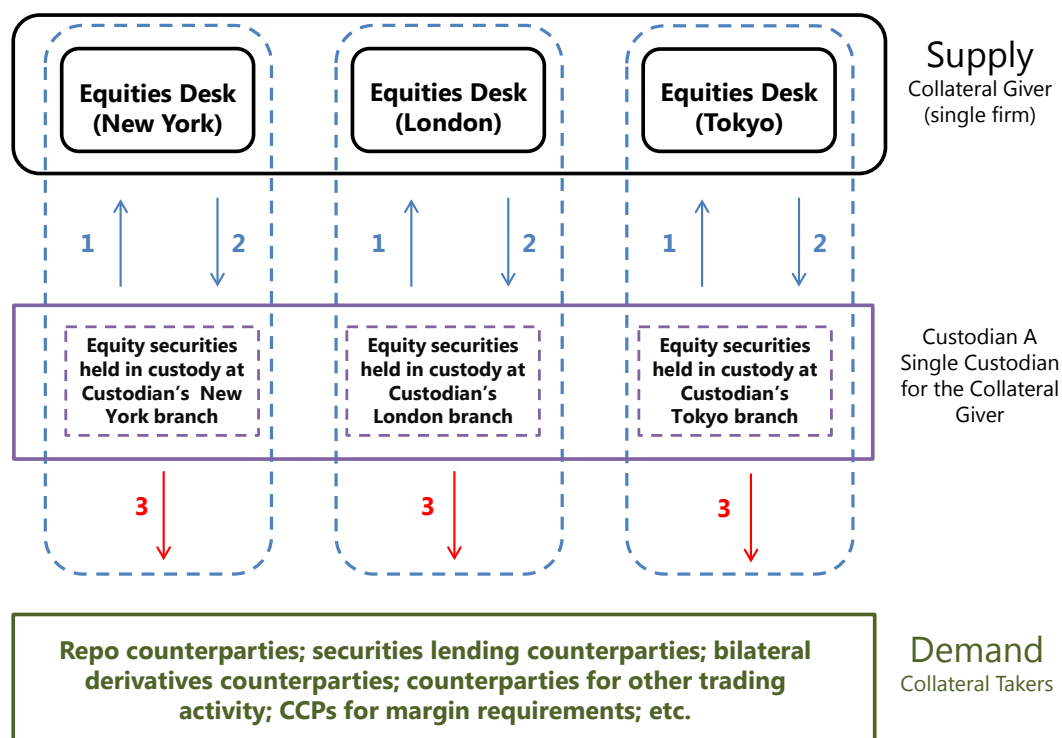 Equities Desk
(New York)
Equities Desk
(London)
Equities Desk
(Tokyo)
Supply
Collateral Giver
(single firm)
1
2
1
2
1
2
Equity securities
held in custody at
Custodian's New
York branch
Equity securities
held in custody at
Custodian's
London branch
Equity securities
held in custody at
Custodian's
Tokyo branch
Custodian A
Single Custodian
for the Collateral
Giver
3
3
3
Repo counterparties; securities lending counterparties; bilateral
derivatives counterparties; counterparties for other trading
activity; CCPs for margin requirements; etc.
Demand
Collateral Takers